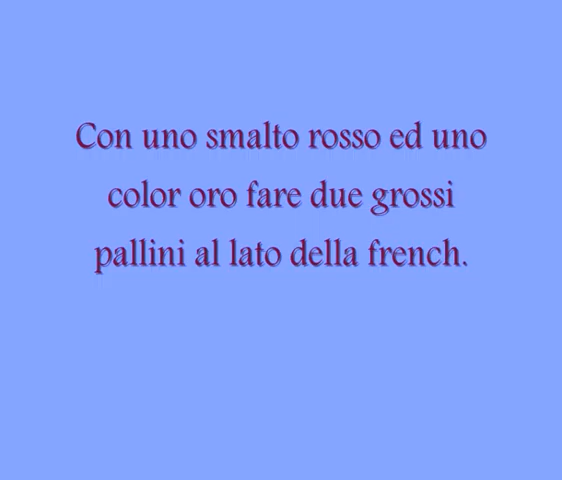 Con uno smalto rosso ed uno
color oro fare due grossi
pallini al lato della french.